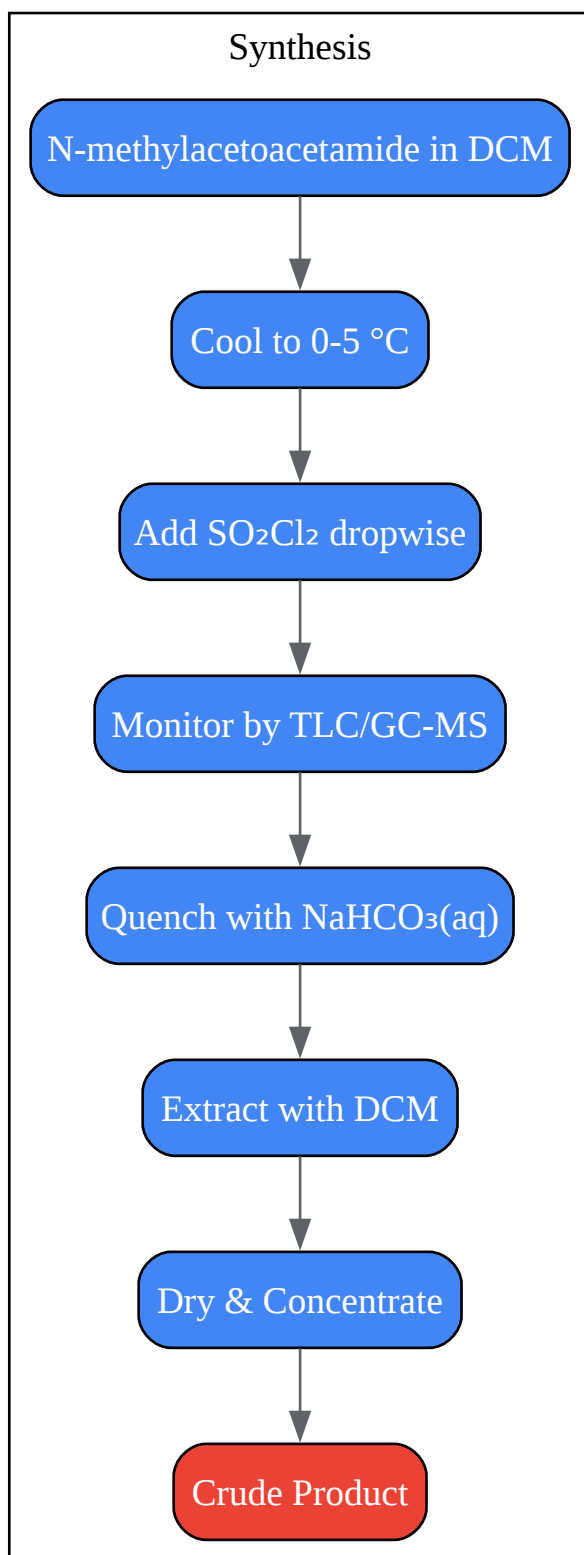 Synthesis
N-methylacetoacetamide in DCM
Cool to 0-5 °C
Add SO₂Cl₂ dropwise
Monitor by TLC/GC-MS
Quench with NaHCO₃(aq)
Extract with DCM
Dry & Concentrate
Crude Product